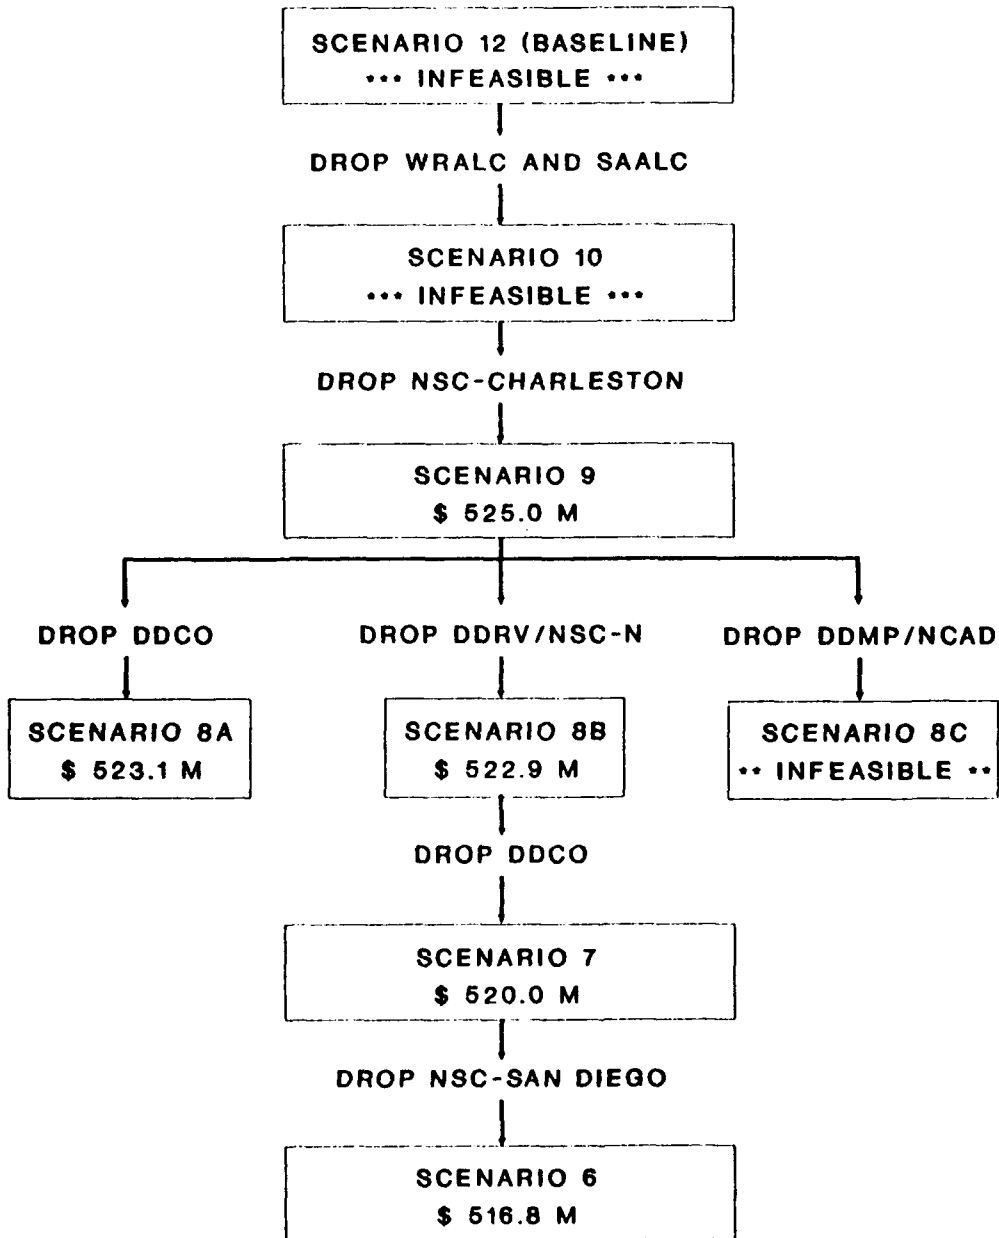 SCENARIO 12 (BASELINE)
••• INFEASIBLE •••
DROP WRALC AND SAALC
SCENARIO 10
••• INFEASIBLE •••
DROP NSC-CHARLESTON
SCENARIO 9
$ 525.0 M
DROP DDCO
DROP DDRV/NSC-N
DROP DDMP/NCAD
SCENARIO 8A
$ 523.1 M
SCENARIO 8B
$ 522.9 M
SCENARIO 8C
•• INFEASIBLE ••
DROP DDCO
SCENARIO 7
$ 520.0 M
DROP NSC-SAN DIEGO
SCENARIO 6
$ 516.8 M